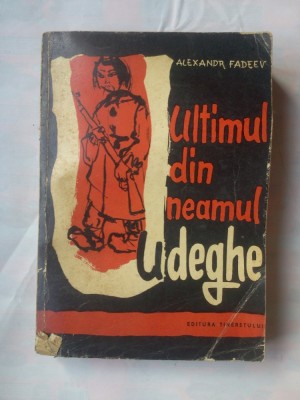 ALEXANDR FADEEV
Ultimul
din
neamul
Udeghe
EDITURA TINERETULUI